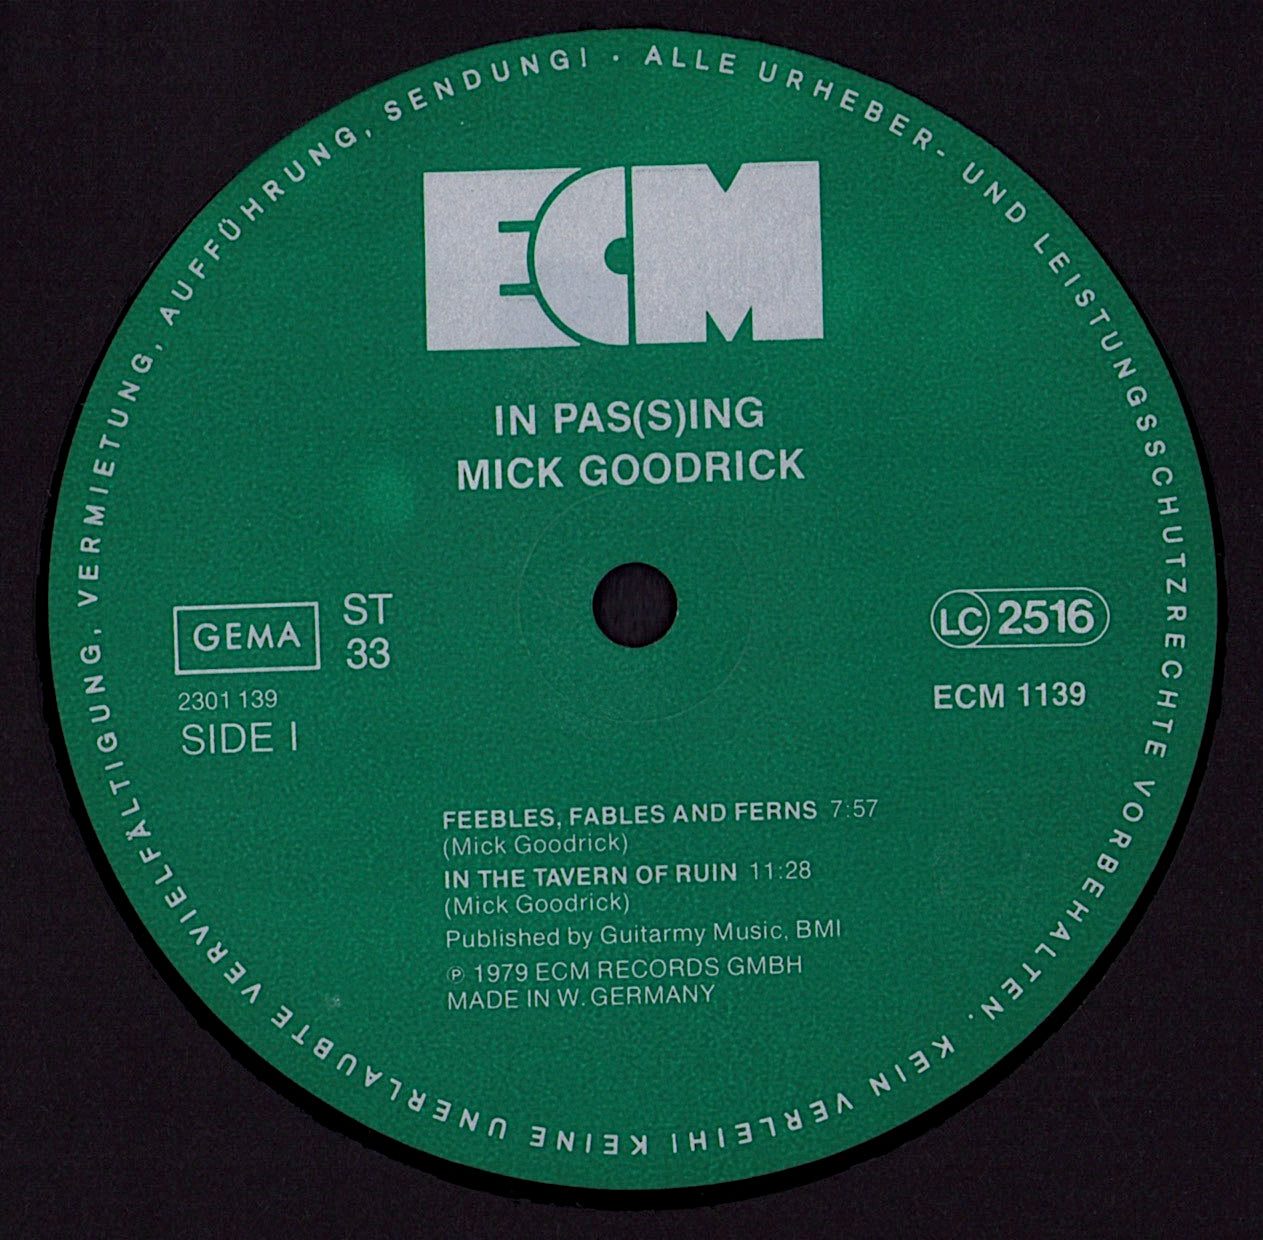 ALLE URHEBER- UND LEISTUNGSSCHUTZRECHTE VORBEHALTEN. · KEIN VERLEIH! KEINE UNERLAUBTE VERVIELFÄLTIGUNG, VERMIETUNG, AUFFÜHRUNG, SENDUNG! ·
ECM
IN PAS(S)ING
MICK GOODRICK
GEMA
ST
33
2301 139
SIDE I
LC 2516
ECM 1139
FEEBLES, FABLES AND FERNS 7:57
(Mick Goodrick)
IN THE TAVERN OF RUIN 11:28
(Mick Goodrick)
Published by Guitarmy Music, BMI
℗ 1979 ECM RECORDS GMBH
MADE IN W. GERMANY